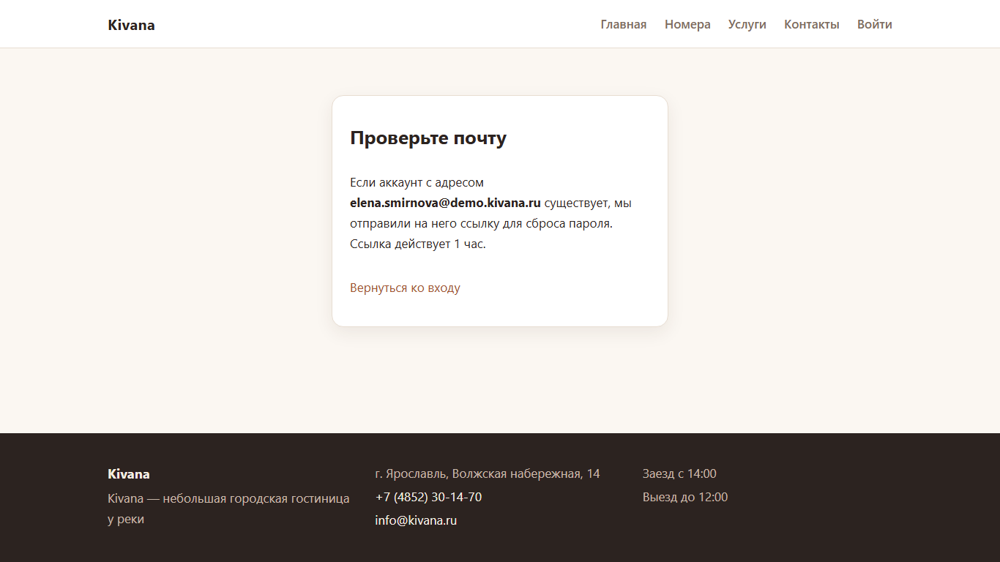 Kivana
Главная Номера Услуги Контакты Войти
Проверьте почту
Если аккаунт с адресом
elena.smirnova@demo.kivana.ru существует, мы
отправили на него ссылку для сброса пароля.
Ссылка действует 1 час.
Вернуться ко входу
Kivana
Kivana — небольшая городская гостиница
у реки
г. Ярославль, Волжская набережная, 14
+7 (4852) 30-14-70
info@kivana.ru
Заезд с 14:00
Выезд до 12:00